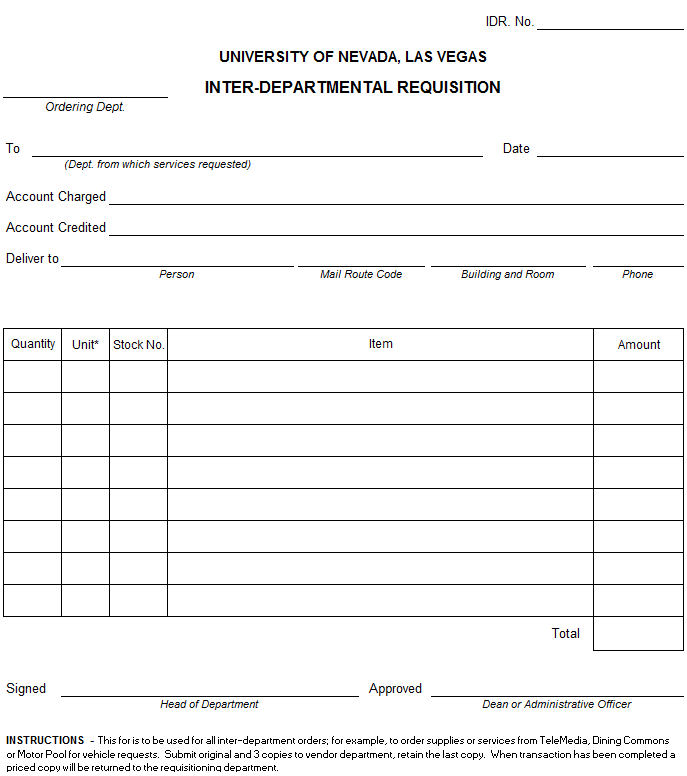 IDR. No.
UNIVERSITY OF NEVADA, LAS VEGAS
INTER-DEPARTMENTAL REQUISITION
Ordering Dept.
To Date
(Dept. from which services requested)
Account Charged
Account Credited
Deliver to
Person Mail Route Code Building and Room Phone
Quantity Unit* Stock No. Item Amount
Total
Signed Approved
Head of Department Dean or Administrative Officer
INSTRUCTIONS - This for is to be used for all inter-department orders; for example, to order supplies or services from TeleMedia, Dining Commons
or Motor Pool for vehicle requests. Submit original and 3 copies to vendor department, retain the last copy. When transaction has been completed a
priced copy will be returned to the requisitioning department.